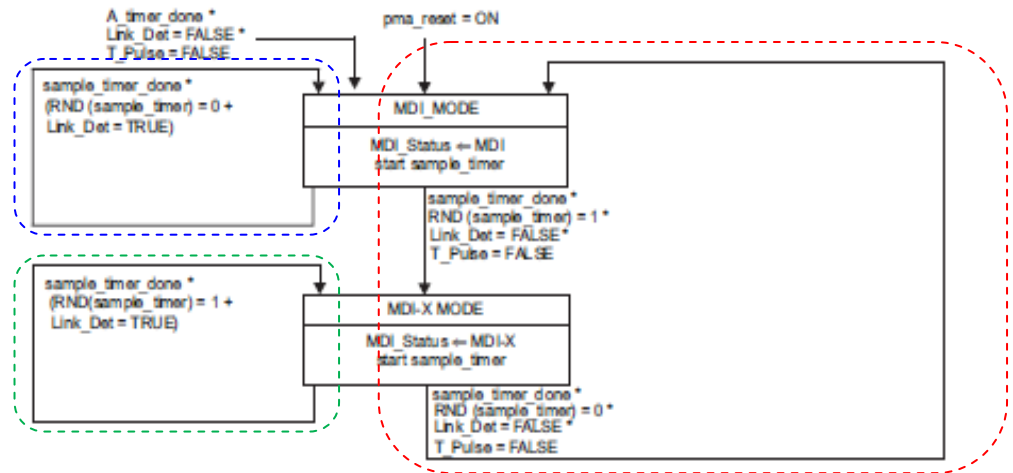 A_timer_done *
Link_Det = FALSE *
T_Pulse = FALSE
pma_reset = ON
sample_timer_done *
(RND (sample_timer) = 0 +
Link_Det = TRUE)
MDI_MODE
MDI_Status ⇐ MDI
start sample_timer
sample_timer_done *
RND (sample_timer) = 1 *
Link_Det = FALSE *
T_Pulse = FALSE
sample_timer_done *
(RND(sample_timer) = 1 +
Link_Det = TRUE)
MDI-X MODE
MDI_Status ⇐ MDI-X
start sample_timer
sample_timer_done *
RND (sample_timer) = 0 *
Link_Det = FALSE *
T_Pulse = FALSE